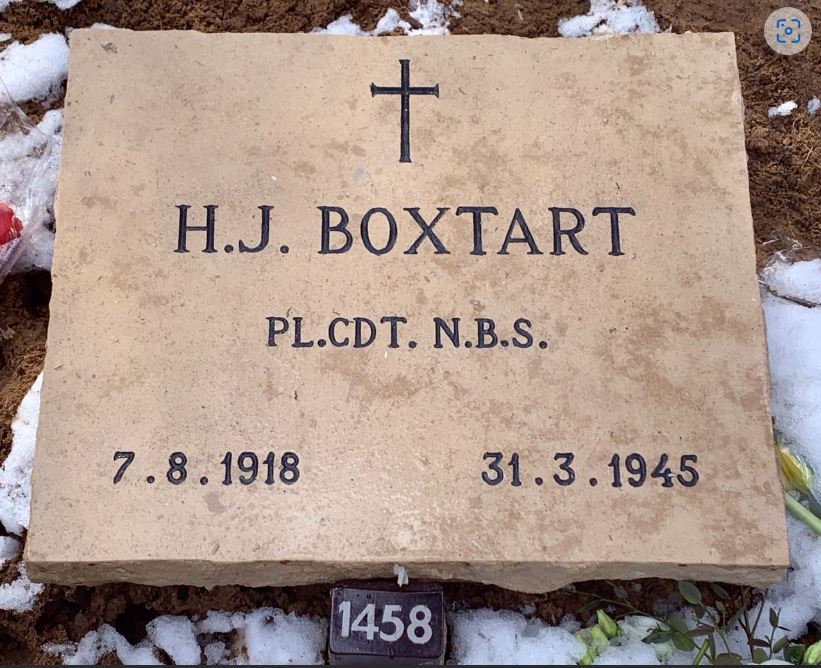 H.J. BOXTART
PL.CDT. N.B.S.
7.8.1918 31.3.1945
1458